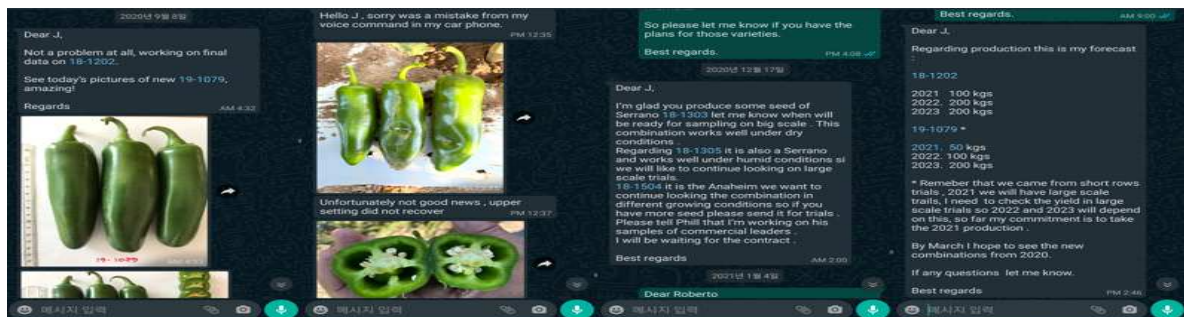 2020년 9월 8일
Dear J,
Not a problem at all, working on final
data on 18-1202.
See today's pictures of new 19-1079,
amazing!
Regards
AM 4:32
19-1079
메시지 입력
Hello J , sorry was a mistake from my
voice command in my car phone.
PM 12:35
Unfortunately not good news , upper
setting did not recover
PM 12:37
메시지 입력
So please let me know if you have the
plans for those varieties.
Best regards.
PM 4:08
2020년 12월 17일
Dear J,
I'm glad you produce some seed of
Serrano 18-1303 let me know when will
be ready for sampling on big scale . This
combination works well under dry
conditions .
Regarding 18-1305 it is also a Serrano
and works well under humid conditions si
we will like to continue looking on large
scale trials.
18-1504 it is the Anaheim we want to
continue looking the combination in
different growing conditions so if you
have more seed please send it for trials .
Please tell Phill that I'm working on his
samples of commercial leaders .
I will be waiting for the contract .
Best regards
AM 2:00
2021년 1월 4일
Dear Roberto
메시지 입력
Best regards.
AM 9:00
Dear J,
Regarding production this is my forecast
:
18-1202
2021 100 kgs
2022. 200 kgs
2023 200 kgs
19-1079 *
2021. 50 kgs
2022. 100 kgs
2023. 200 kgs
* Remeber that we came from short rows
trials , 2021 we will have large scale
trails, I need to check the yield in large
scale trials so 2022 and 2023 will depend
on this, so far my commitment is to take
the 2021 production .
By March I hope to see the new
combinations from 2020.
If any questions let me know.
Best regards
PM 2:46
메시지 입력